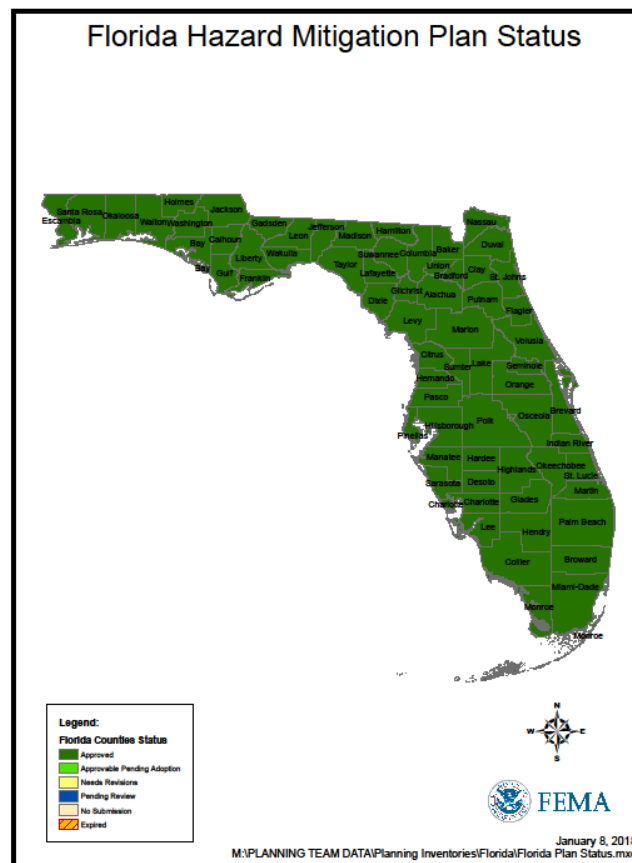 Florida Hazard Mitigation Plan Status
Holmes
Jackson
Santa Rosa
Okaloosa
Escambia
Walton
Washington
Gadsden
Jefferson
Hamilton
Nassau
Leon
Madison
Bay
Calhoun
Duval
Suwannee
Columbia
Baker
Liberty
Wakulla
Taylor
Union
Clay
Bay
Gulf
Franklin
Lafayette
Bradford
St. Johns
Gilchrist
Alachua
Putnam
Dixie
Flagler
Levy
Marion
Volusia
Citrus
Lake
Sumter
Seminole
Hernando
Orange
Pasco
Osceola
Brevard
Polk
Hillsborough
Pinellas
Indian River
Manatee
Hardee
Highlands
Okeechobee
St. Lucie
Sarasota
Desoto
Martin
Charlotte
Charlotte
Glades
Palm Beach
Lee
Hendry
Collier
Broward
Miami-Dade
Monroe
Monroe
N
W E
S
Legend:
Florida Counties Status
Approved
Approvable Pending Adoption
Needs Revisions
Pending Review
No Submission
Expired
FEMA
January 8, 2018
M:\PLANNING TEAM DATA\Planning Inventories\Florida\Florida Plan Status.mx